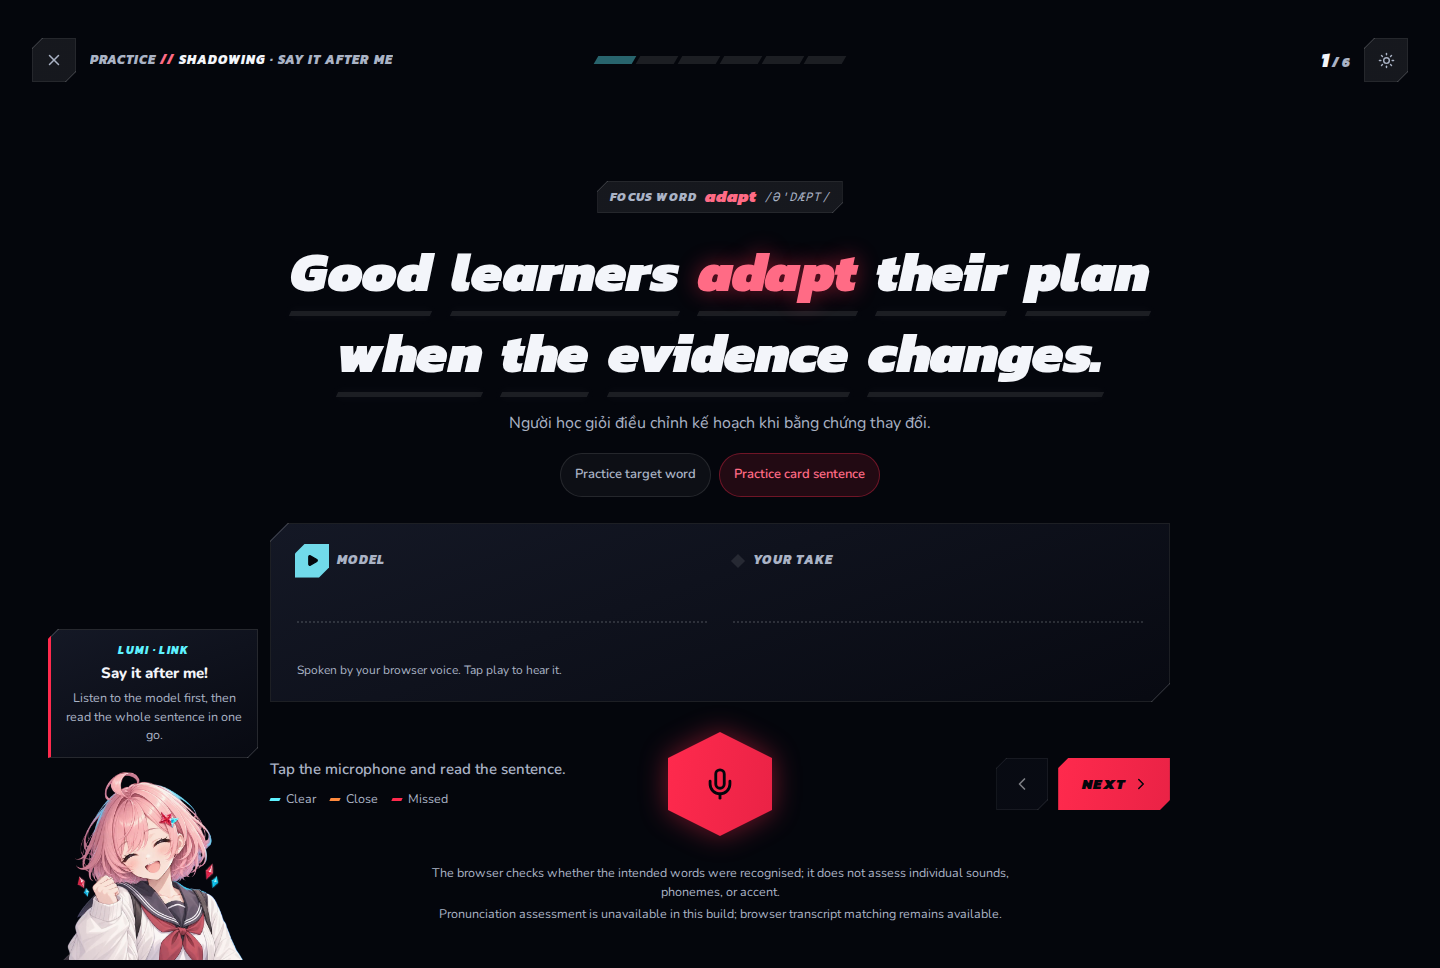 PRACTICE // SHADOWING · SAY IT AFTER ME
1 / 6
FOCUS WORD adapt /ə'dæpt/
Good learners adapt their plan
when the evidence changes.
Người học giỏi điều chỉnh kế hoạch khi bằng chứng thay đổi.
Practice target word
Practice card sentence
MODEL
YOUR TAKE
Spoken by your browser voice. Tap play to hear it.
LUMI · LINK
Say it after me!
Listen to the model first, then
read the whole sentence in one
go.
Tap the microphone and read the sentence.
Clear
Close
Missed
NEXT
The browser checks whether the intended words were recognised; it does not assess individual sounds,
phonemes, or accent.
Pronunciation assessment is unavailable in this build; browser transcript matching remains available.